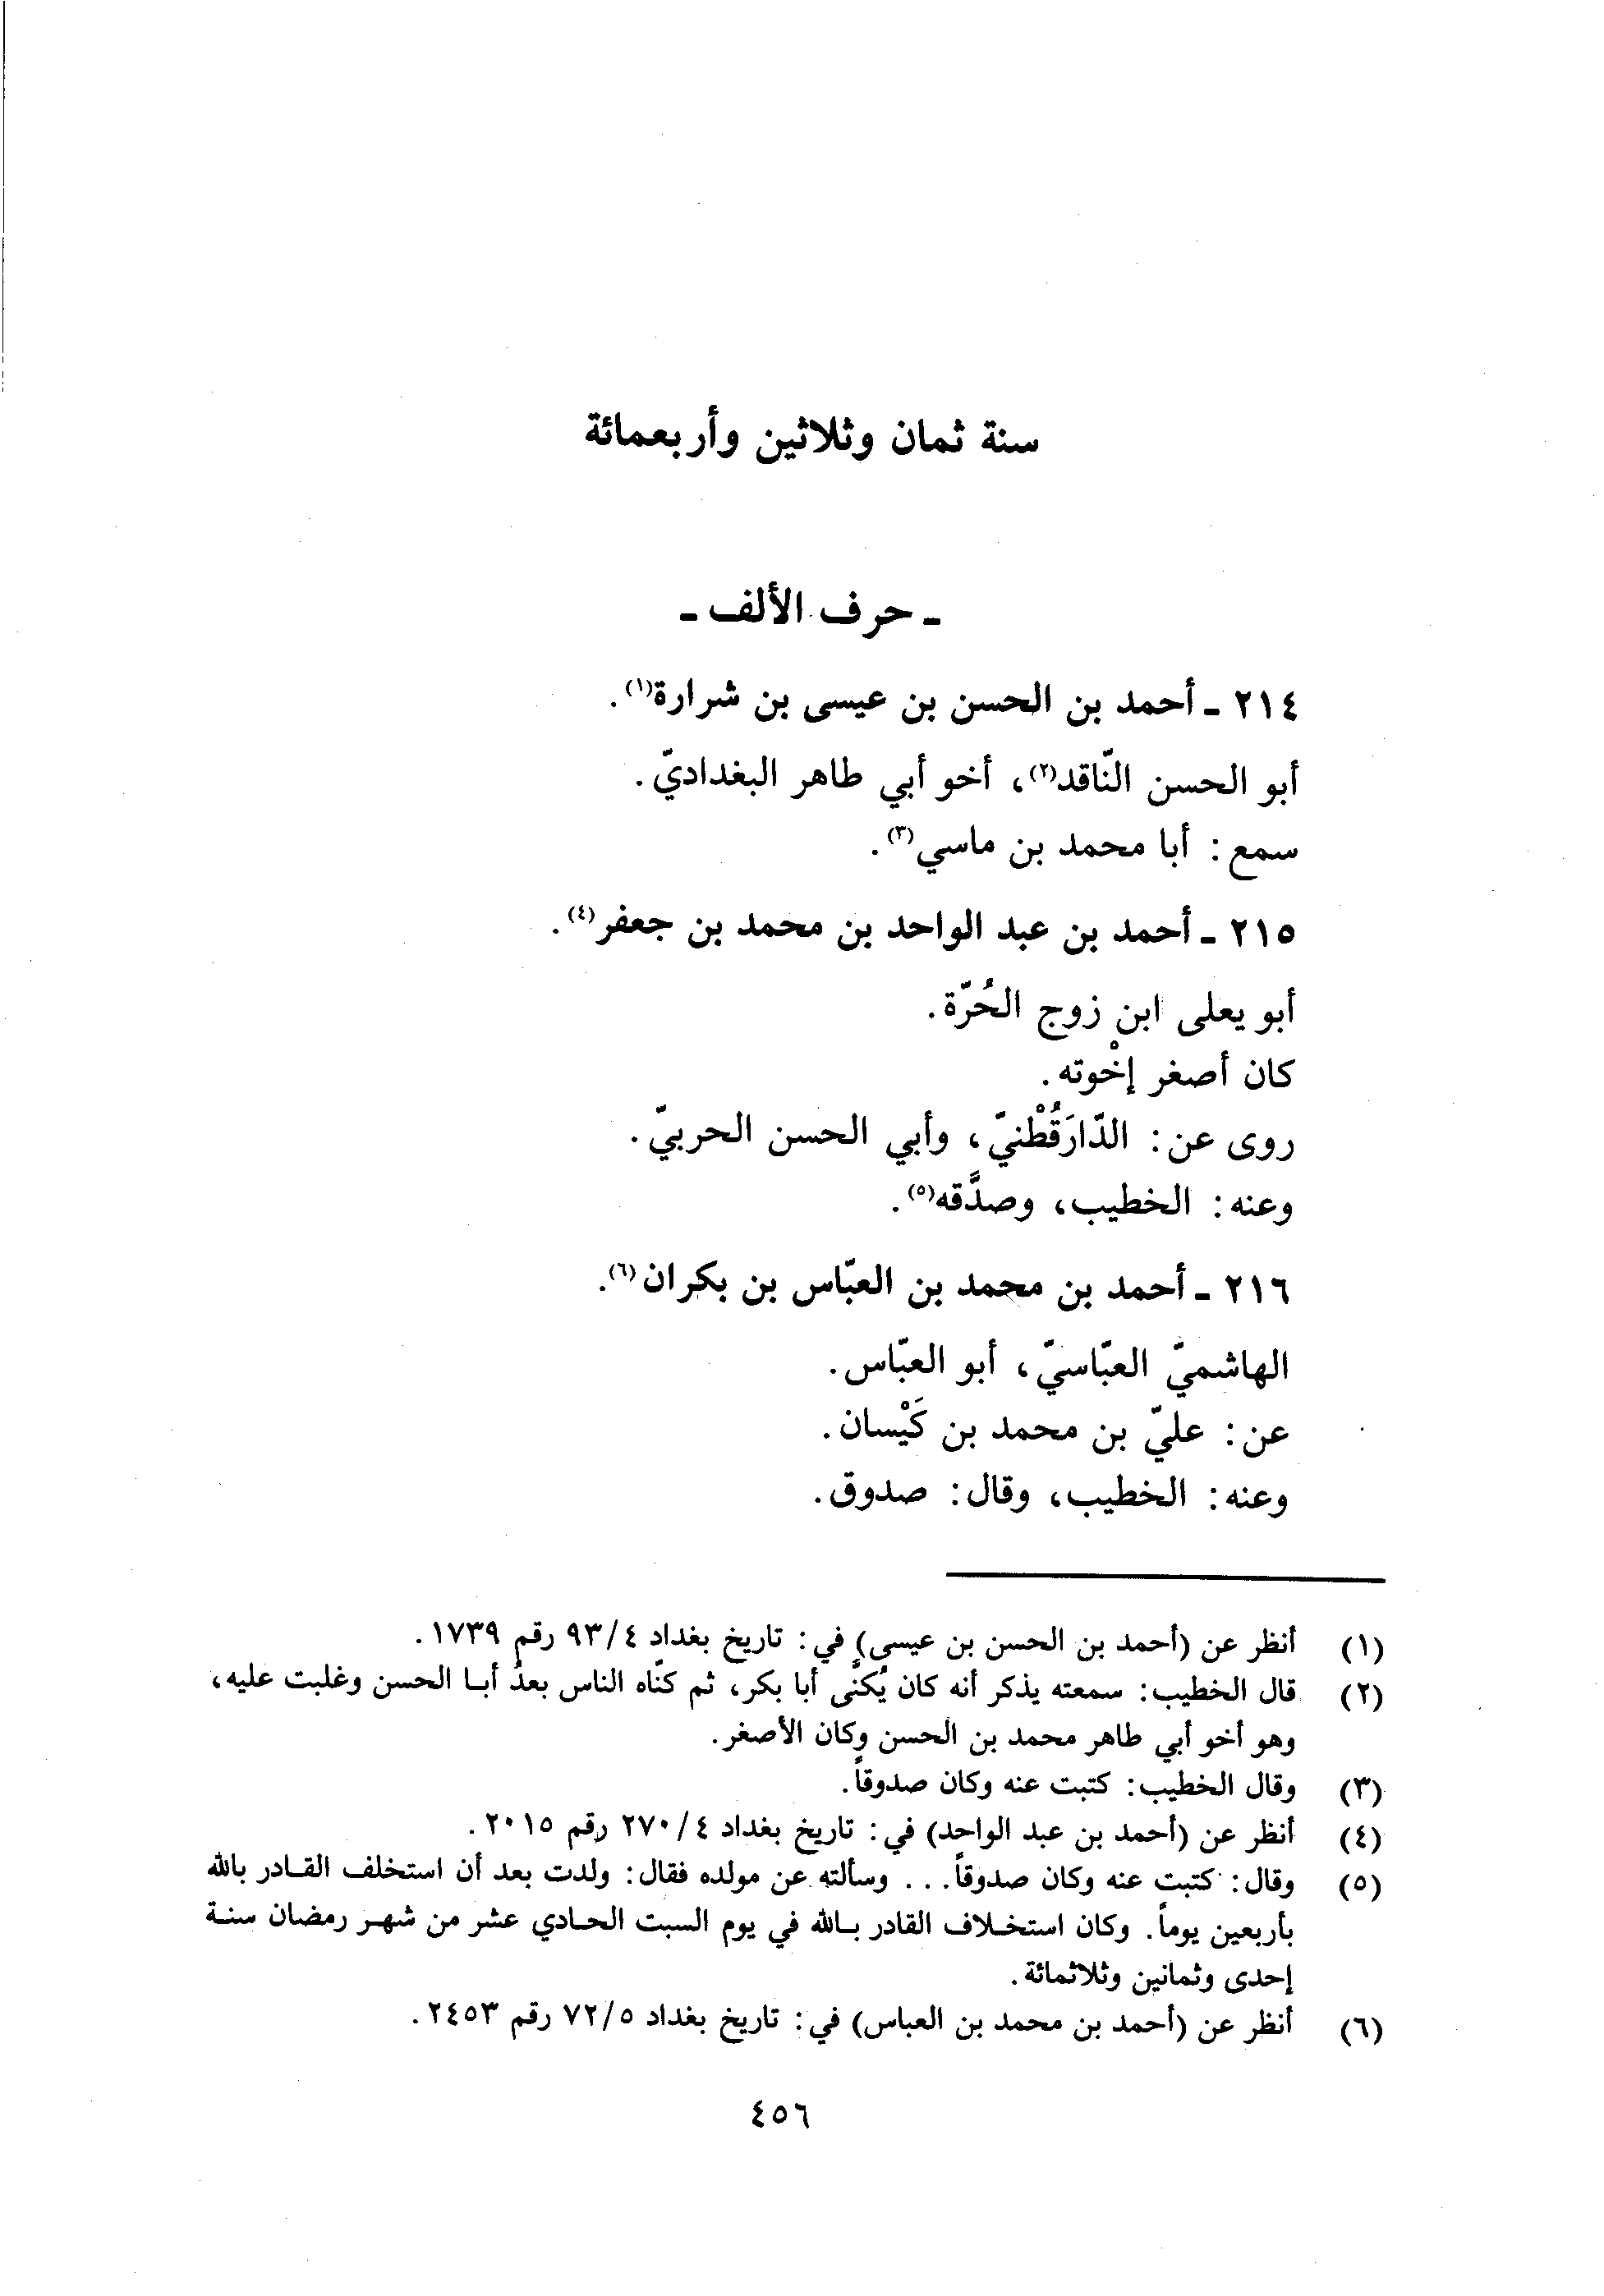 سنة ثمان وثلاثين وأربعمائة
ـ حرف الألف ـ
٢١٤ ـ أحمد بن الحسن بن عيسى بن شرارة(١).
أبو الحسن النّاقد(٢)، أخو أبي طاهر البغداديّ.
سمع: أبا محمد بن ماسي(٣).
٢١٥ ـ أحمد بن عبد الواحد بن محمد بن جعفر(٤).
أبو يعلى ابن زوج الحُرّة.
كان أصغر إخْوته.
روى عن: الدّارَقُطْنيّ، وأبي الحسن الحربيّ.
وعنه: الخطيب، وصدَّقه(٥).
٢١٦ ـ أحمد بن محمد بن العبّاس بن بكران(٦).
الهاشميّ العبّاسيّ، أبو العبّاس.
عن: عليّ بن محمد بن كَيْسان.
وعنه: الخطيب، وقال: صدوق.
(١) أنظر عن (أحمد بن الحسن بن عيسى) في: تاريخ بغداد ٩٣/٤ رقم ١٧٣٩.
(٢) قال الخطيب: سمعته يذكر أنه كان يُكنَّى أبا بكر، ثم كنّاه الناس بعدُ أبـا الحسن وغلبت عليه،
وهو أخو أبي طاهر محمد بن الحسن وكان الأصغر.
(٣) وقال الخطيب: كتبت عنه وكان صدوقاً.
(٤) أنظر عن (أحمد بن عبد الواحد) في: تاريخ بغداد ٢٧٠/٤ رقم ٢٠١٥.
(٥) وقال: كتبت عنه وكان صدوقاً... وسألته عن مولده فقال: ولدت بعد أن استخلف القـادر بالله
بأربعين يوماً. وكان استخـلاف القادر بـالله في يوم السبت الحـادي عشر من شهـر رمضان سنـة
إحدى وثمانين وثلاثمائة.
(٦) أنظر عن (أحمد بن محمد بن العباس) في: تاريخ بغداد ٧٢/٥ رقم ٢٤٥٣.
٤٥٦